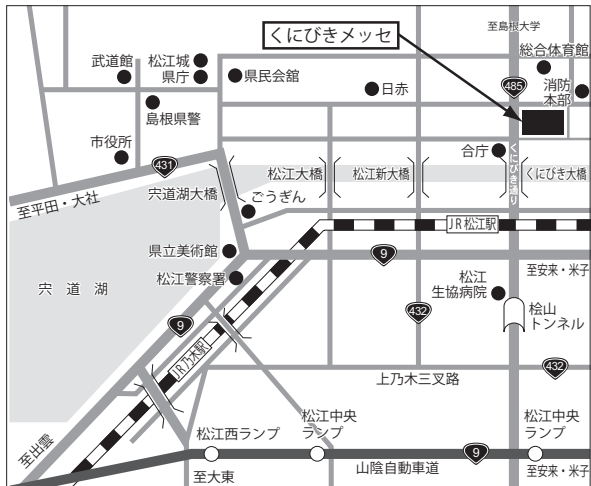 至島根大学
くにびきメッセ
武道館
松江城
県庁
県民会館
総合体育館
485
消防
本部
日赤
島根県警
市役所
合庁
くにびき通り
431
宍道湖大橋
松江大橋
松江新大橋
くにびき大橋
至平田・大社
ごうぎん
JR松江駅
県立美術館
9
松江警察署
至安来・米子
宍道湖
松江
生協病院
9
432
桧山
トンネル
JR乃木駅
432
上乃木三叉路
至出雲
松江西ランプ
松江中央
ランプ
松江中央
ランプ
9
至大東
山陰自動車道
至安来・米子